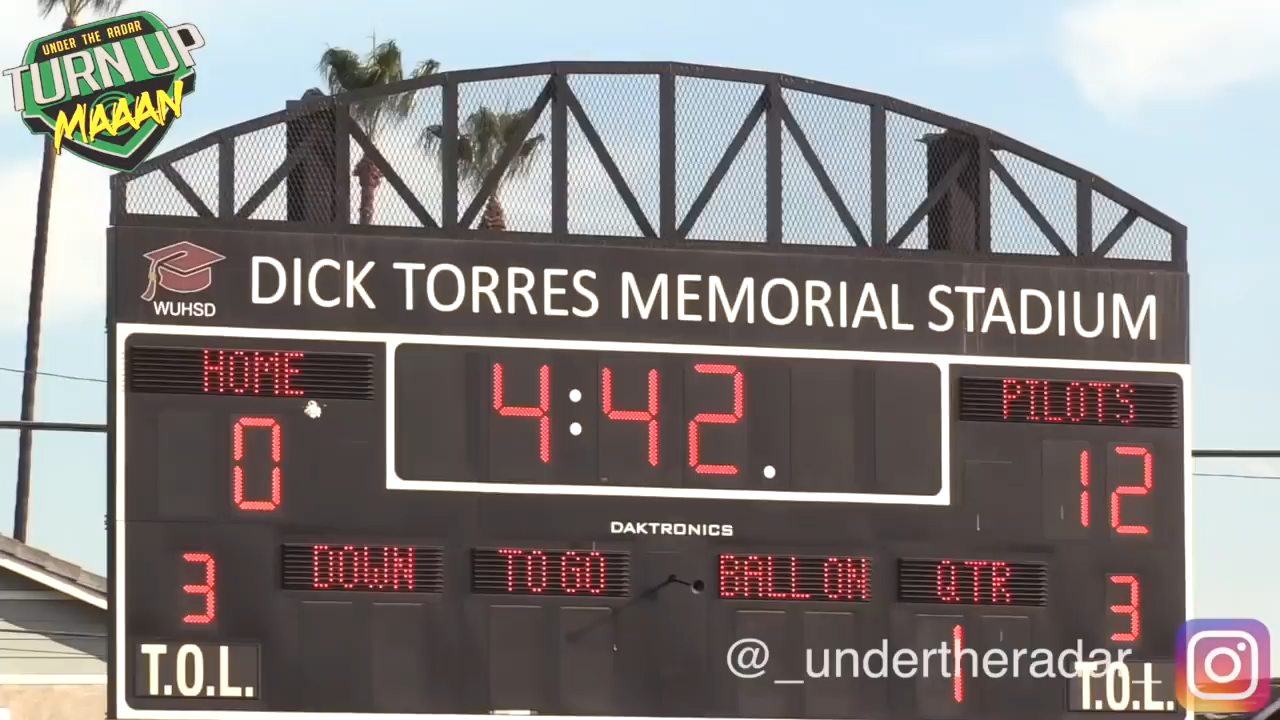 UNDER THE RADAR
TURN UP
MAAAN
WUHSD
DICK TORRES MEMORIAL STADIUM
HOME
4:42.
PILOTS
0
12
DAKTRONICS
DOWN
TO GO
BALL ON
QTR
3
1
3
T.O.L.
T.O.L.
@_undertheradar_